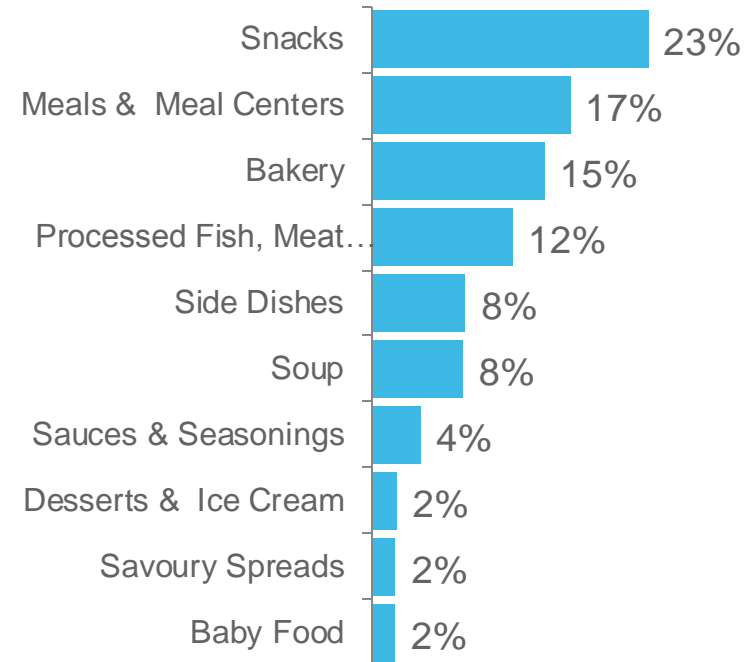 Snacks 23%
Meals & Meal Centers 17%
Bakery 15%
Processed Fish, Meat… 12%
Side Dishes 8%
Soup 8%
Sauces & Seasonings 4%
Desserts & Ice Cream 2%
Savoury Spreads 2%
Baby Food 2%